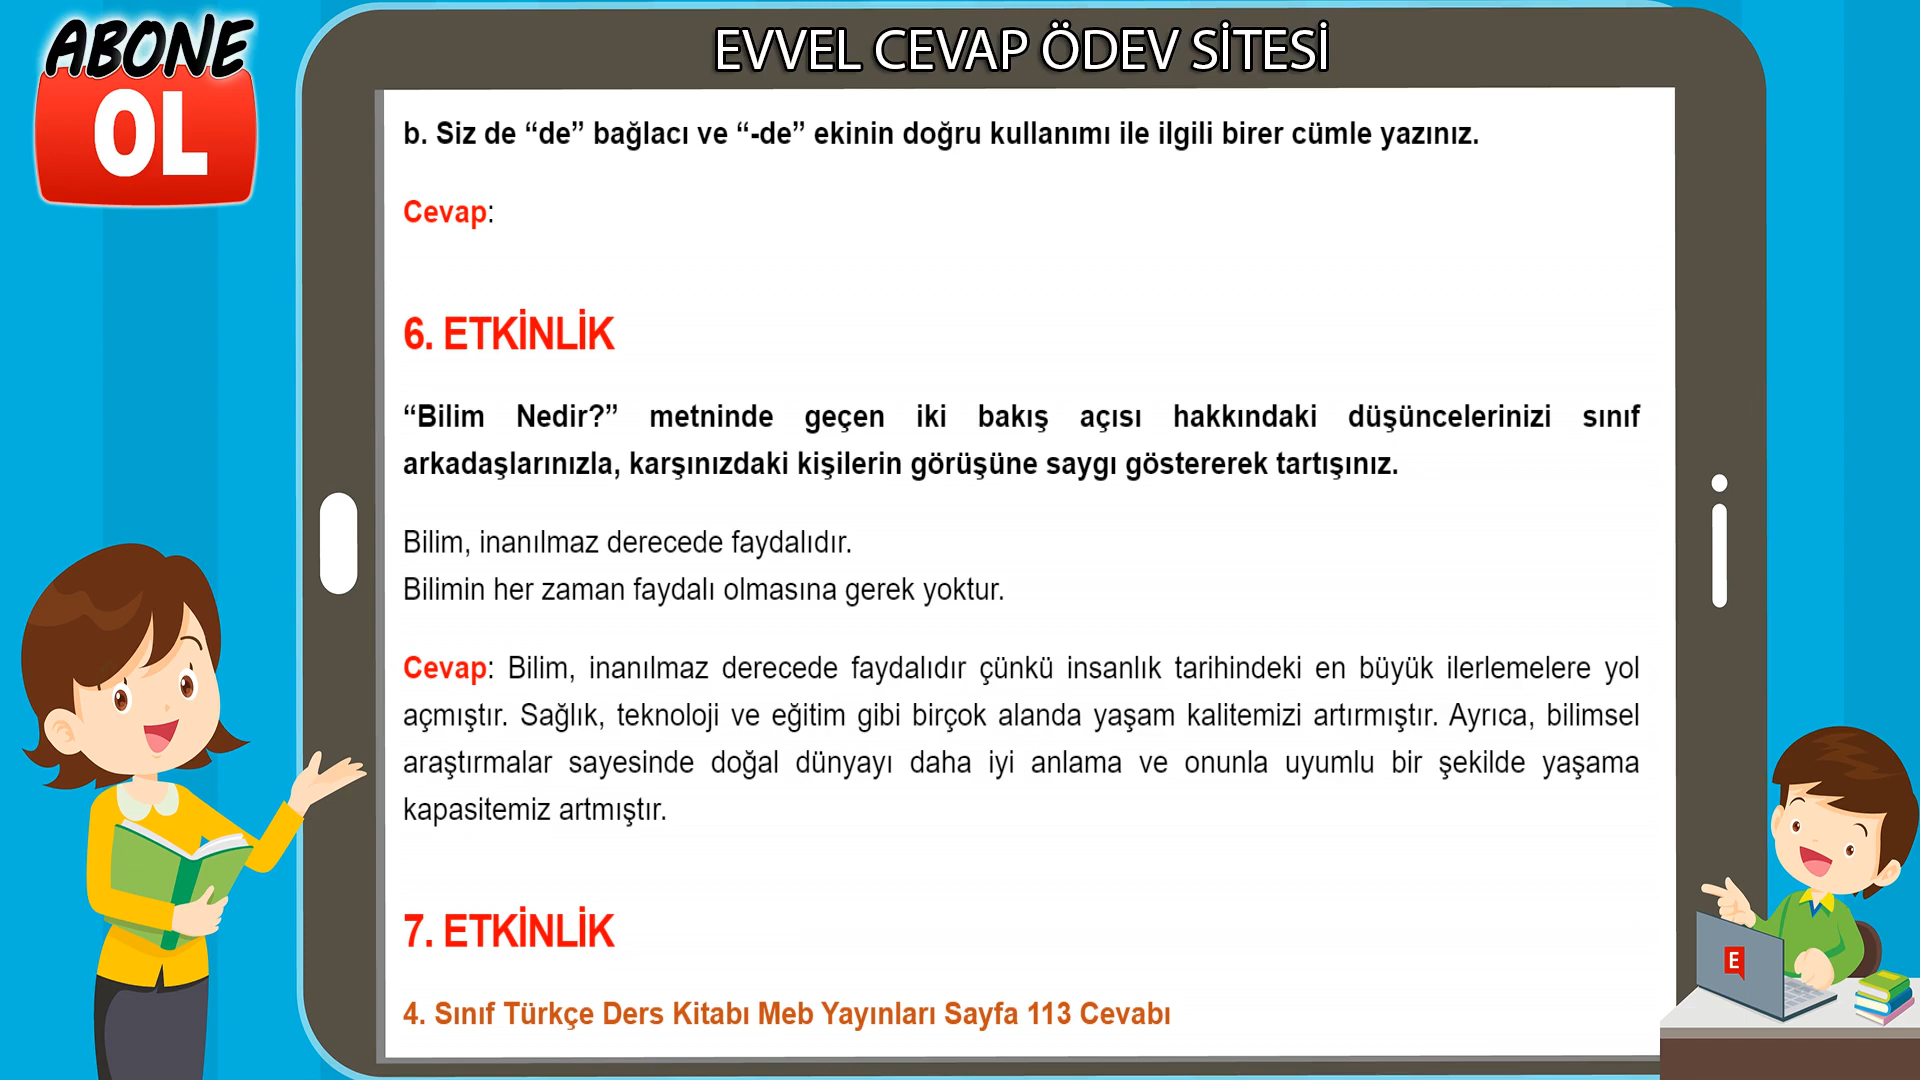 ABONE
OL
EVVEL CEVAP ÖDEV SİTESİ
b. Siz de “de” bağlacı ve “-de” ekinin doğru kullanımı ile ilgili birer cümle yazınız.
Cevap:
6. ETKİNLİK
“Bilim Nedir?” metninde geçen iki bakış açısı hakkındaki düşüncelerinizi sınıf
arkadaşlarınızla, karşınızdaki kişilerin görüşüne saygı göstererek tartışınız.
Bilim, inanılmaz derecede faydalıdır.
Bilimin her zaman faydalı olmasına gerek yoktur.
Cevap: Bilim, inanılmaz derecede faydalıdır çünkü insanlık tarihindeki en büyük ilerlemelere yol
açmıştır. Sağlık, teknoloji ve eğitim gibi birçok alanda yaşam kalitemizi artırmıştır. Ayrıca, bilimsel
araştırmalar sayesinde doğal dünyayı daha iyi anlama ve onunla uyumlu bir şekilde yaşama
kapasitemiz artmıştır.
7. ETKİNLİK
4. Sınıf Türkçe Ders Kitabı Meb Yayınları Sayfa 113 Cevabı
E